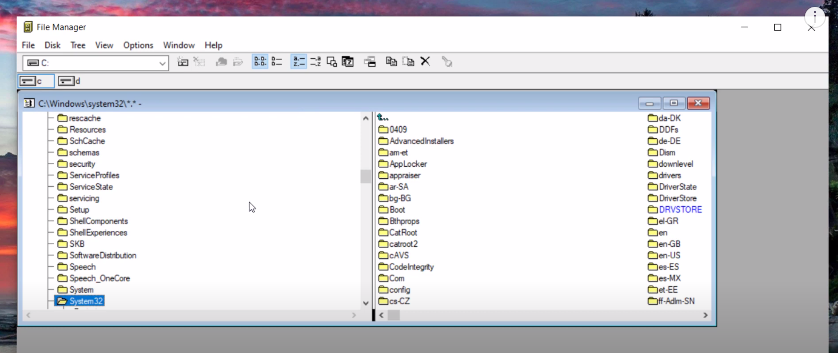 File Manager
File Disk Tree View Options Window Help
C:
c d
C:\Windows\system32\*.* -
rescache
Resources
SchCache
schemas
security
ServiceProfiles
ServiceState
servicing
Setup
ShellComponents
ShellExperiences
SKB
SoftwareDistribution
Speech
Speech_OneCore
System
System32
0409
AdvancedInstallers
am-et
AppLocker
appraiser
ar-SA
bg-BG
Boot
Bthprops
CatRoot
catroot2
cAVS
CodeIntegrity
Com
config
cs-CZ
da-DK
DDFs
de-DE
Dism
downlevel
drivers
DriverState
DriverStore
DRVSTORE
el-GR
en
en-GB
en-US
es-ES
es-MX
et-EE
ff-Adlm-SN